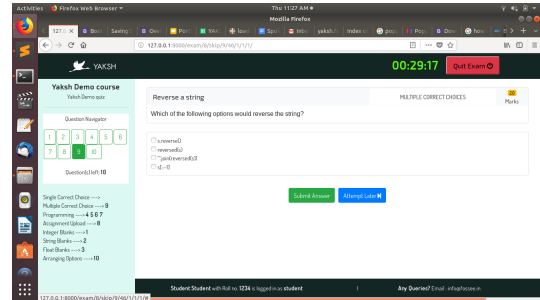 Activities Firefox Web Browser ▾ Thu 11:27 AM
Mozilla Firefox
127.0.0.1:8000/exam/8/skip/9/46/1/1/1/
YAKSH 00:29:17 Quit Exam
Yaksh Demo course
Yaksh Demo quiz
Question Navigator
1 2 3 4 5 6
7 8 9 10
Question(s) left: 10
Single Correct Choice ---->
Multiple Correct Choice ----> 9
Programming ----> 4 5 6 7
Assignment Upload ----> 8
Integer Blanks ----> 1
String Blanks ----> 2
Float Blanks ----> 3
Arranging Options ----> 10
Reverse a string MULTIPLE CORRECT CHOICES Marks
Which of the following options would reverse the string?
s.reverse()
reversed(s)
"".join(reversed(s))
s[::-1]
Submit Answer Attempt Later
Student Student with Roll no. 1234 is logged in as student | Any Queries? Email : info@fossee.in
127.0.0.1:8000/exam/8/skip/9/46/1/1/1/#